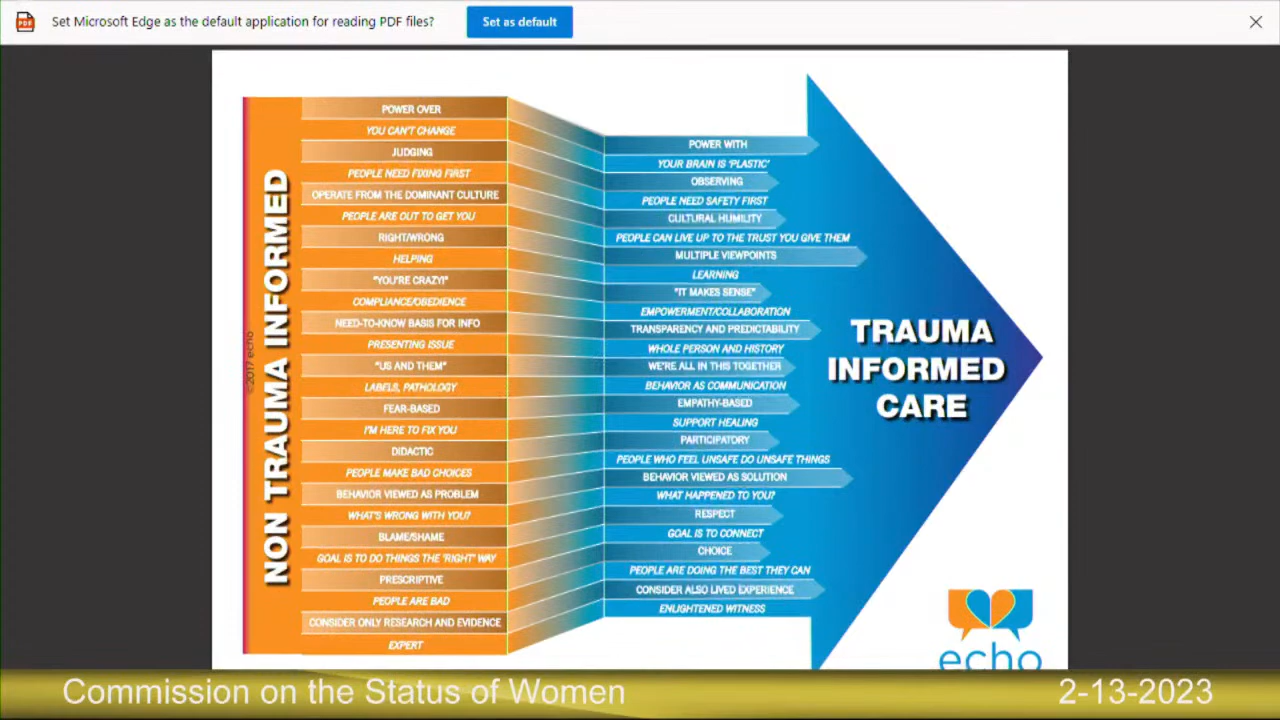 Set Microsoft Edge as the default application for reading PDF files?
Set as default
NON TRAUMA INFORMED
©2017 echo
POWER OVER
YOU CAN'T CHANGE
JUDGING
PEOPLE NEED FIXING FIRST
OPERATE FROM THE DOMINANT CULTURE
PEOPLE ARE OUT TO GET YOU
RIGHT/WRONG
HELPING
"YOU'RE CRAZY!"
COMPLIANCE/OBEDIENCE
NEED-TO-KNOW BASIS FOR INFO
PRESENTING ISSUE
"US AND THEM"
LABELS, PATHOLOGY
FEAR-BASED
I'M HERE TO FIX YOU
DIDACTIC
PEOPLE MAKE BAD CHOICES
BEHAVIOR VIEWED AS PROBLEM
WHAT'S WRONG WITH YOU?
BLAME/SHAME
GOAL IS TO DO THINGS THE 'RIGHT' WAY
PRESCRIPTIVE
PEOPLE ARE BAD
CONSIDER ONLY RESEARCH AND EVIDENCE
EXPERT
POWER WITH
YOUR BRAIN IS 'PLASTIC'
OBSERVING
PEOPLE NEED SAFETY FIRST
CULTURAL HUMILITY
PEOPLE CAN LIVE UP TO THE TRUST YOU GIVE THEM
MULTIPLE VIEWPOINTS
LEARNING
"IT MAKES SENSE"
EMPOWERMENT/COLLABORATION
TRANSPARENCY AND PREDICTABILITY
WHOLE PERSON AND HISTORY
WE'RE ALL IN THIS TOGETHER
BEHAVIOR AS COMMUNICATION
EMPATHY-BASED
SUPPORT HEALING
PARTICIPATORY
PEOPLE WHO FEEL UNSAFE DO UNSAFE THINGS
BEHAVIOR VIEWED AS SOLUTION
WHAT HAPPENED TO YOU?
RESPECT
GOAL IS TO CONNECT
CHOICE
PEOPLE ARE DOING THE BEST THEY CAN
CONSIDER ALSO LIVED EXPERIENCE
ENLIGHTENED WITNESS
TRAUMA
INFORMED
CARE
echo
Commission on the Status of Women
2-13-2023